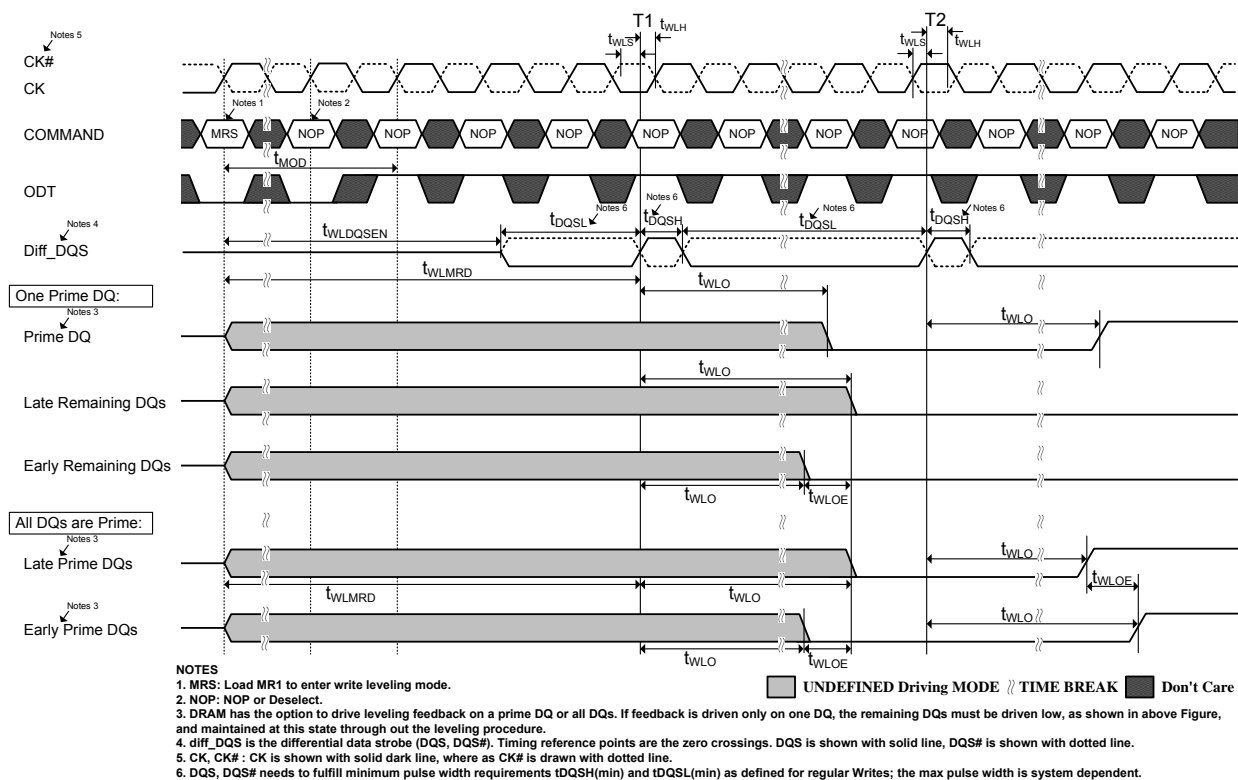 T1 T2
tWLS tWLH tWLS tWLH
Notes 5
CK#
CK
Notes 1 Notes 2
COMMAND MRS NOP NOP NOP NOP NOP NOP NOP NOP NOP NOP NOP
tMOD
ODT
Notes 6 Notes 6 Notes 6 Notes 6
tDQSL tDQSH tDQSL tDQSH
Notes 4
tWLDQSEN
Diff_DQS
tWLMRD
tWLO
One Prime DQ:
Notes 3
tWLO
Prime DQ
tWLO
Late Remaining DQs
Early Remaining DQs
tWLO tWLOE
All DQs are Prime:
Notes 3
tWLO
Late Prime DQs
tWLOE
tWLMRD tWLO
Notes 3
tWLO
Early Prime DQs
tWLO tWLOE
NOTES
1. MRS: Load MR1 to enter write leveling mode.
UNDEFINED Driving MODE TIME BREAK Don't Care
2. NOP: NOP or Deselect.
3. DRAM has the option to drive leveling feedback on a prime DQ or all DQs. If feedback is driven only on one DQ, the remaining DQs must be driven low, as shown in above Figure,
and maintained at this state through out the leveling procedure.
4. diff_DQS is the differential data strobe (DQS, DQS#). Timing reference points are the zero crossings. DQS is shown with solid line, DQS# is shown with dotted line.
5. CK, CK# : CK is shown with solid dark line, where as CK# is drawn with dotted line.
6. DQS, DQS# needs to fulfill minimum pulse width requirements tDQSH(min) and tDQSL(min) as defined for regular Writes; the max pulse width is system dependent.